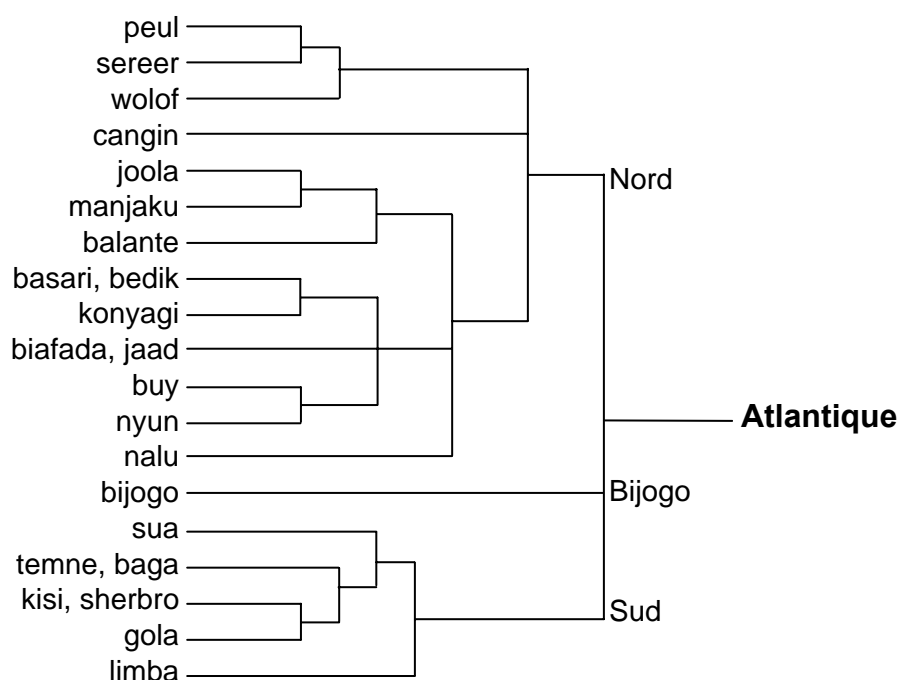 peul
sereer
wolof
cangin
joola
Nord
manjaku
balante
basari, bedik
konyagi
biafada, jaad
buy
Atlantique
nyun
nalu
bijogo
Bijogo
sua
temne, baga
kisi, sherbro
Sud
gola
limba